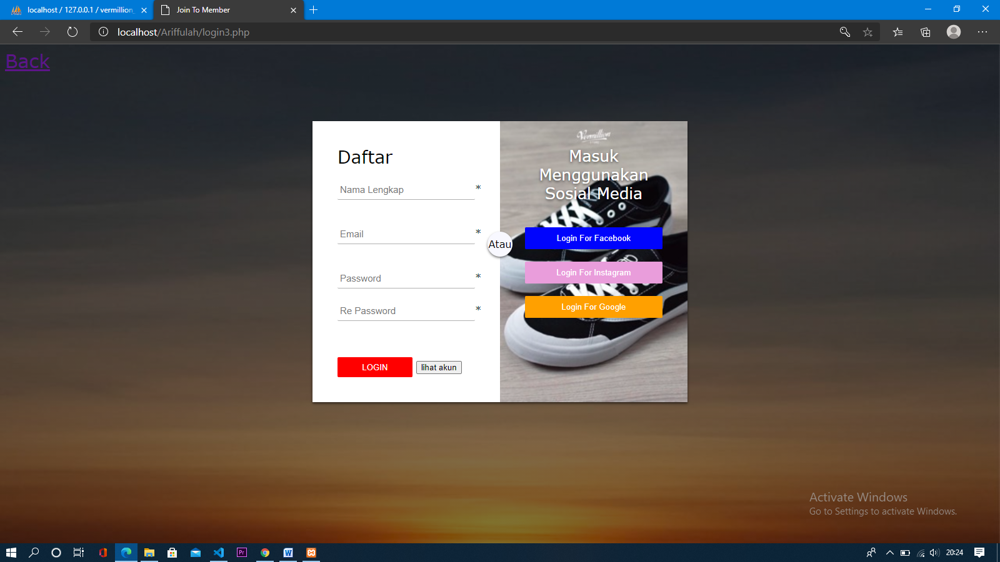 localhost / 127.0.0.1 / vermillion_
Join To Member
localhost/Ariffulah/login3.php
Back
Daftar
Nama Lengkap *
Email *
Password *
Re Password *
LOGIN
lihat akun
Atau
Vermillion
Masuk
Menggunakan
Sosial Media
Login For Facebook
Login For Instagram
Login For Google
Activate Windows
Go to Settings to activate Windows.
Pr
W
20:24